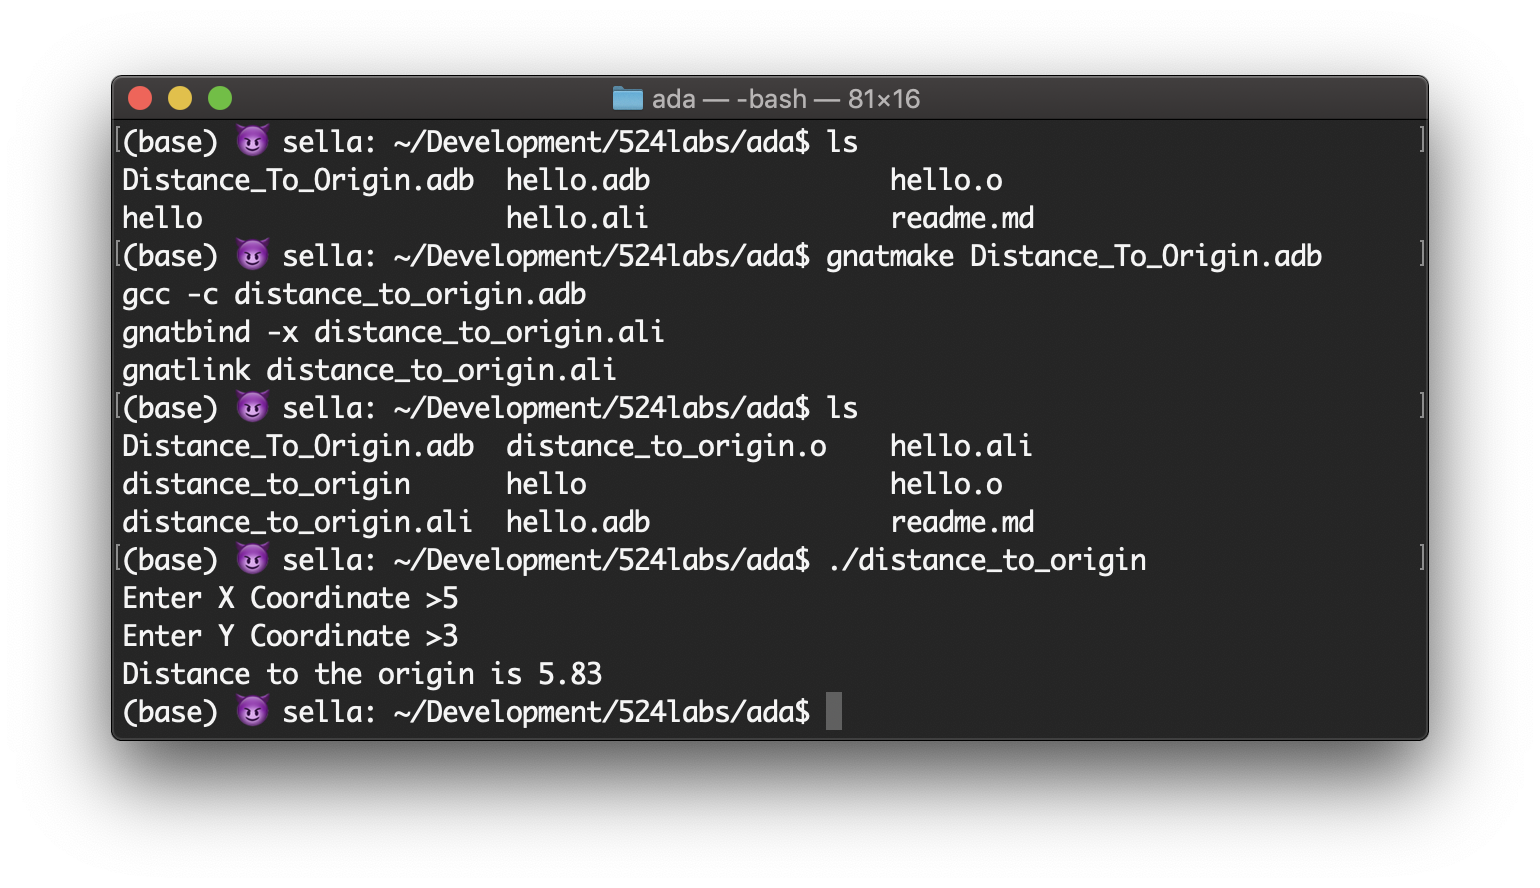 ada — -bash — 81×16
(base) 😈 sella: ~/Development/524labs/ada$ ls
Distance_To_Origin.adb  hello.adb               hello.o
hello                   hello.ali               readme.md
(base) 😈 sella: ~/Development/524labs/ada$ gnatmake Distance_To_Origin.adb
gcc -c distance_to_origin.adb
gnatbind -x distance_to_origin.ali
gnatlink distance_to_origin.ali
(base) 😈 sella: ~/Development/524labs/ada$ ls
Distance_To_Origin.adb  distance_to_origin.o    hello.ali
distance_to_origin      hello                   hello.o
distance_to_origin.ali  hello.adb               readme.md
(base) 😈 sella: ~/Development/524labs/ada$ ./distance_to_origin
Enter X Coordinate >5
Enter Y Coordinate >3
Distance to the origin is 5.83
(base) 😈 sella: ~/Development/524labs/ada$